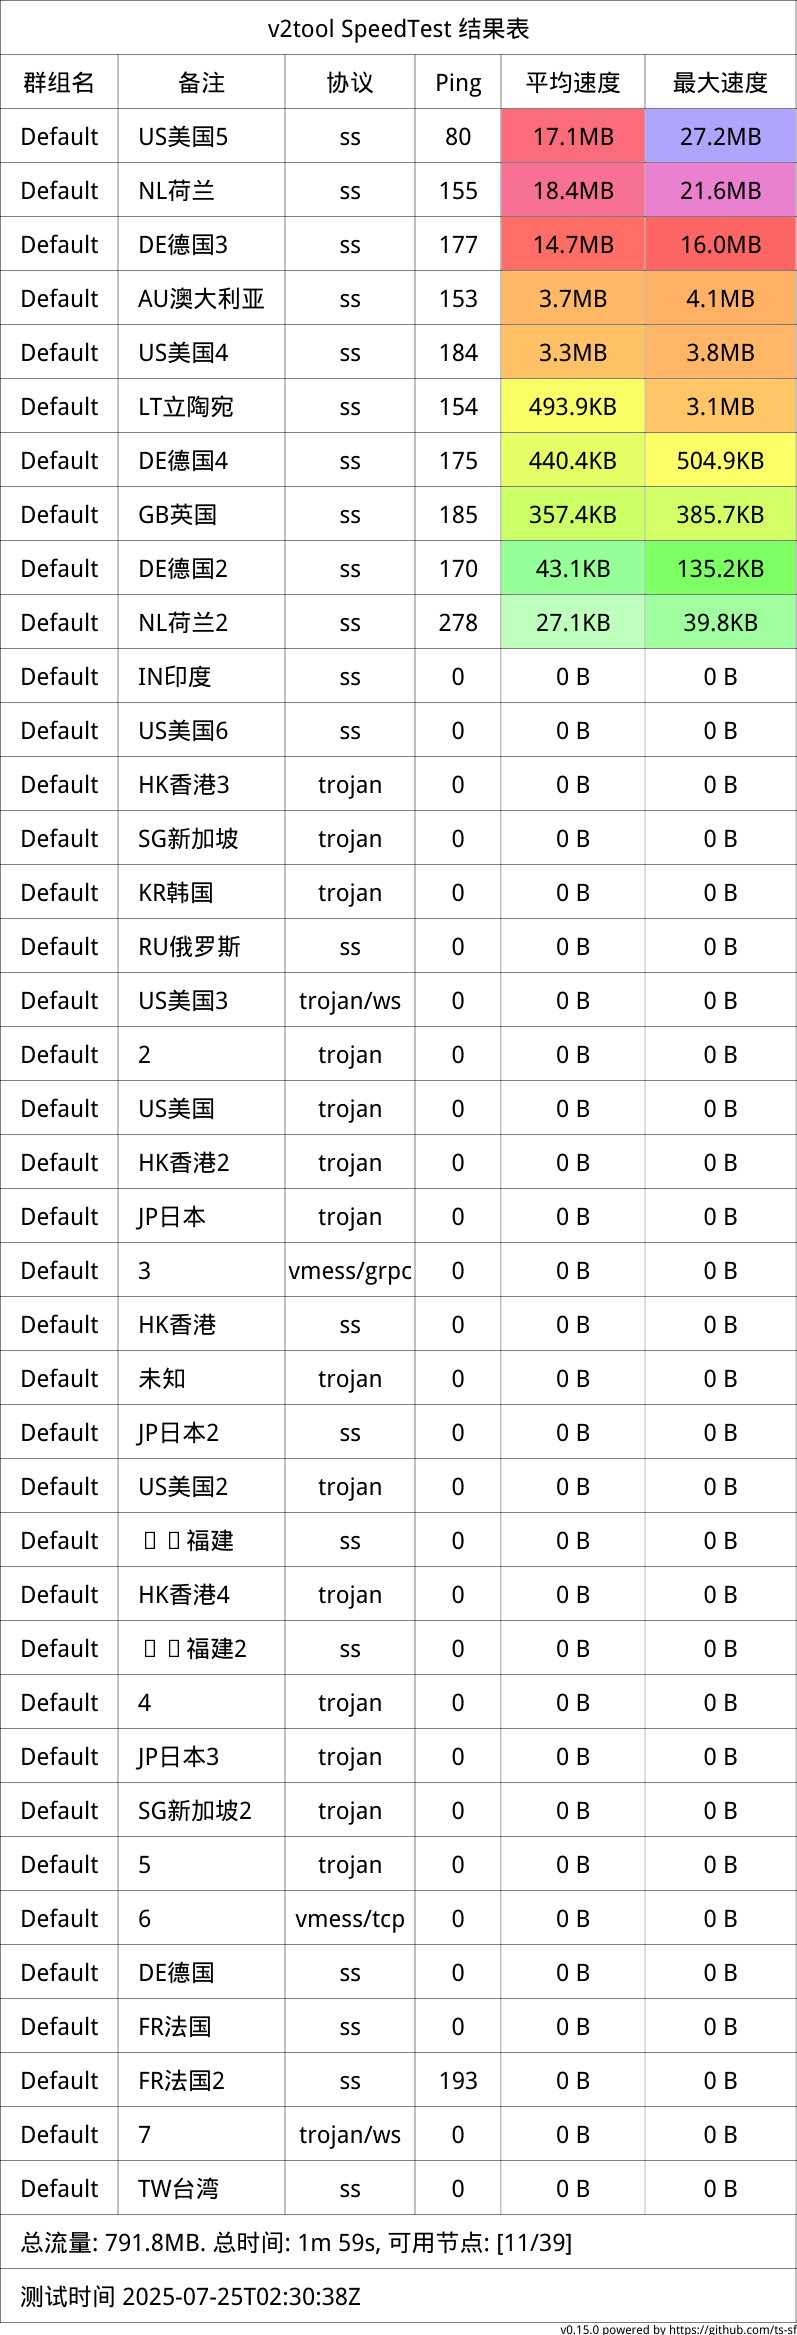 v2tool SpeedTest 结果表
群组名 备注 协议 Ping 平均速度 最大速度
Default US美国5 ss 80 17.1MB 27.2MB
Default NL荷兰 ss 155 18.4MB 21.6MB
Default DE德国3 ss 177 14.7MB 16.0MB
Default AU澳大利亚 ss 153 3.7MB 4.1MB
Default US美国4 ss 184 3.3MB 3.8MB
Default LT立陶宛 ss 154 493.9KB 3.1MB
Default DE德国4 ss 175 440.4KB 504.9KB
Default GB英国 ss 185 357.4KB 385.7KB
Default DE德国2 ss 170 43.1KB 135.2KB
Default NL荷兰2 ss 278 27.1KB 39.8KB
Default IN印度 ss 0 0 B 0 B
Default US美国6 ss 0 0 B 0 B
Default HK香港3 trojan 0 0 B 0 B
Default SG新加坡 trojan 0 0 B 0 B
Default KR韩国 trojan 0 0 B 0 B
Default RU俄罗斯 ss 0 0 B 0 B
Default US美国3 trojan/ws 0 0 B 0 B
Default 2 trojan 0 0 B 0 B
Default US美国 trojan 0 0 B 0 B
Default HK香港2 trojan 0 0 B 0 B
Default JP日本 trojan 0 0 B 0 B
Default 3 vmess/grpc 0 0 B 0 B
Default HK香港 ss 0 0 B 0 B
Default 未知 trojan 0 0 B 0 B
Default JP日本2 ss 0 0 B 0 B
Default US美国2 trojan 0 0 B 0 B
Default 福建 ss 0 0 B 0 B
Default HK香港4 trojan 0 0 B 0 B
Default 福建2 ss 0 0 B 0 B
Default 4 trojan 0 0 B 0 B
Default JP日本3 trojan 0 0 B 0 B
Default SG新加坡2 trojan 0 0 B 0 B
Default 5 trojan 0 0 B 0 B
Default 6 vmess/tcp 0 0 B 0 B
Default DE德国 ss 0 0 B 0 B
Default FR法国 ss 0 0 B 0 B
Default FR法国2 ss 193 0 B 0 B
Default 7 trojan/ws 0 0 B 0 B
Default TW台湾 ss 0 0 B 0 B
总流量: 791.8MB. 总时间: 1m 59s, 可用节点: [11/39]
测试时间 2025-07-25T02:30:38Z
v0.15.0 powered by https://github.com/ts-sf